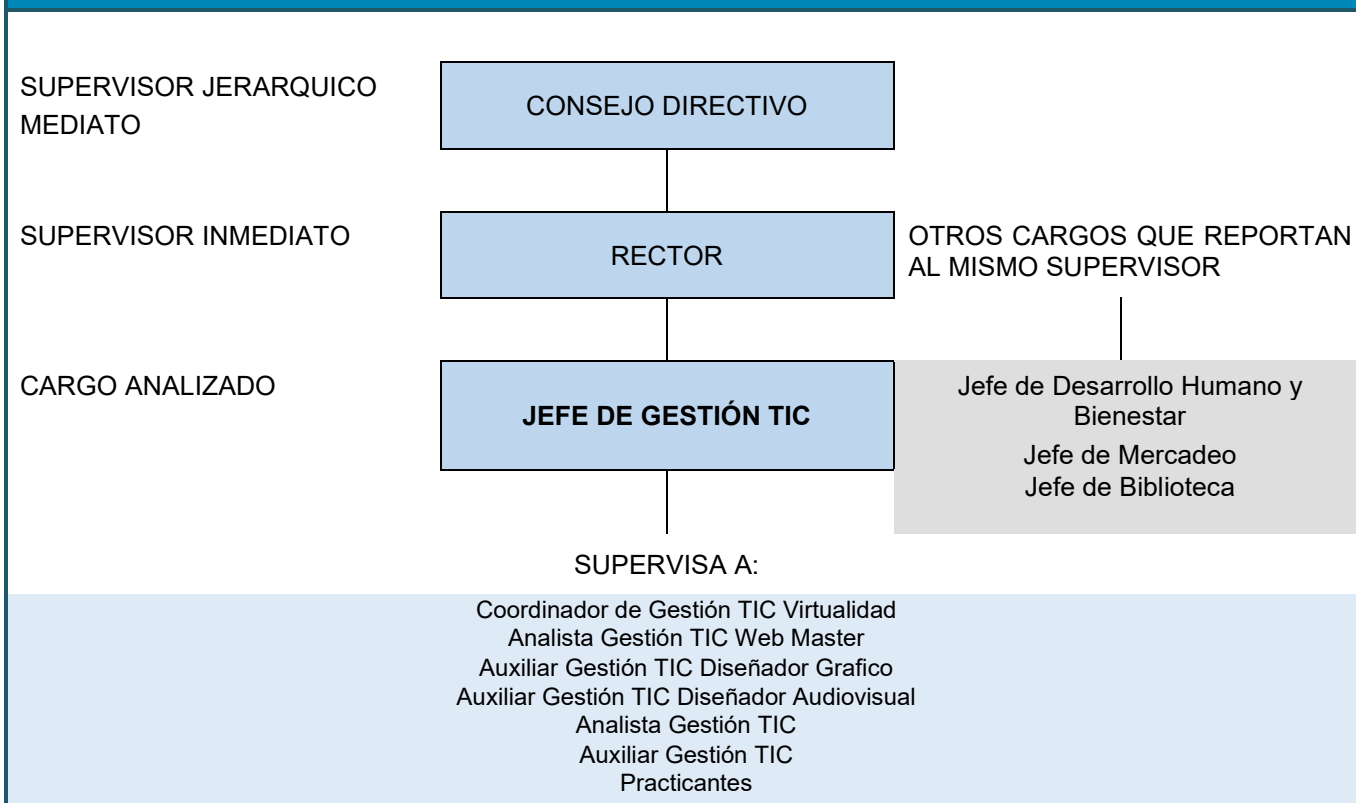 SUPERVISOR JERARQUICO
MEDIATO
CONSEJO DIRECTIVO
SUPERVISOR INMEDIATO
RECTOR
OTROS CARGOS QUE REPORTAN
AL MISMO SUPERVISOR
CARGO ANALIZADO
JEFE DE GESTIÓN TIC
Jefe de Desarrollo Humano y
Bienestar
Jefe de Mercadeo
Jefe de Biblioteca
SUPERVISA A:
Coordinador de Gestión TIC Virtualidad
Analista Gestión TIC Web Master
Auxiliar Gestión TIC Diseñador Grafico
Auxiliar Gestión TIC Diseñador Audiovisual
Analista Gestión TIC
Auxiliar Gestión TIC
Practicantes